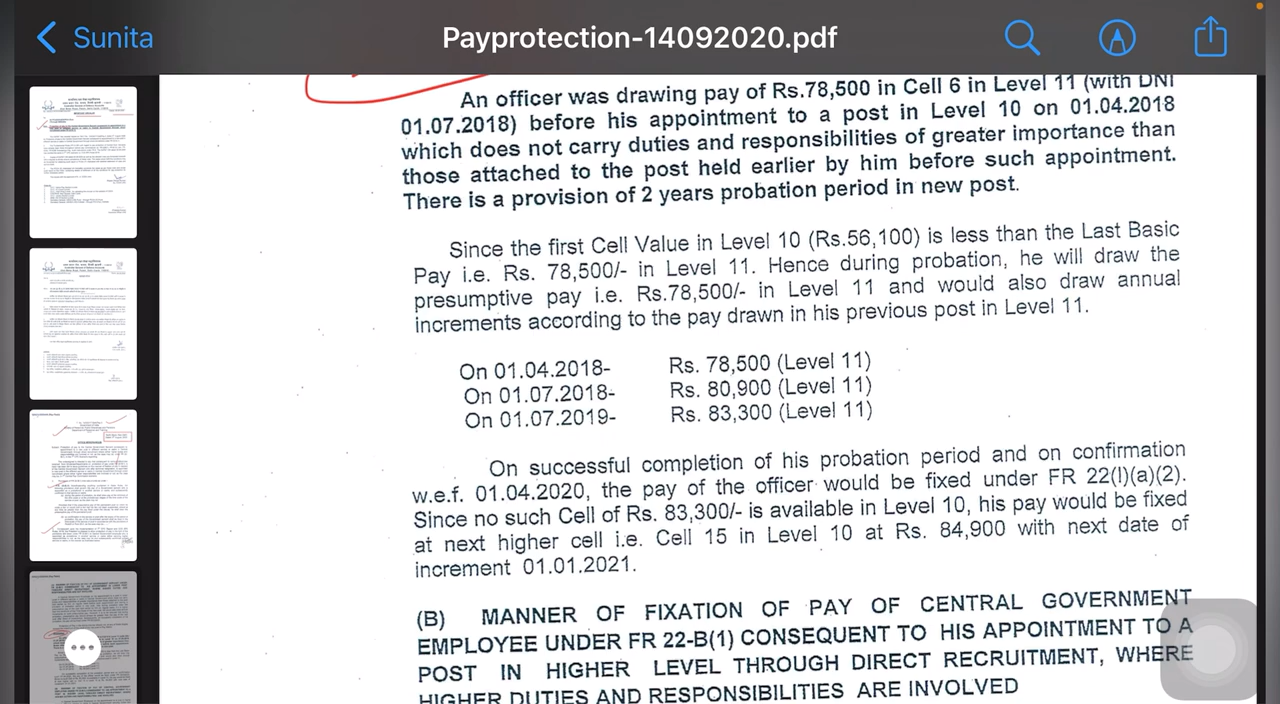 Sunita
Payprotection-14092020.pdf
An officer was drawing pay of Rs.78,500 in Cell 6 in Level 11 (with DNI
01.07.2018) before his appointment to a post in Level 10 on 01.04.2018
which does not carry duties and responsibilities of greater importance than
those attached to the post held earlier by him before such appointment.
There is a provision of 2 years probation period in new post.
Since the first Cell Value in Level 10 (Rs.56,100) is less than the Last Basic
Pay i.e. Rs. 78,500/- in Level 11. Hence during probation, he will draw the
presumptive pay i.e. Rs.78,500/- in Level 11 and would also draw annual
increments according to the pay drawn in his previous post in Level 11.
On 01.04.2018- Rs. 78,500 (Level 11)
On 01.07.2018- Rs. 80,900 (Level 11)
On 01.07.2019- Rs. 83,300 (Level 11)
On successful completion of his probation period and on confirmation
w.e.f. 01.04.2020, the pay of the officer would be fixed under FR 22(I)(a)(2).
Since no such Cell of Rs. 83,300/- is available in Level 10, his pay would be fixed
at next higher cell i.e. Cell 15 in Level 10 at Rs. 84,900 with next date of
increment 01.01.2021.
(B) MANNER OF FIXATION OF PAY OF CENTRAL GOVERNMENT
EMPLOYEE UNDER FR 22-B(1) CONSEQUENT TO HIS APPOINTMENT TO A
POST IN HIGHER LEVEL THROUGH DIRECT RECRUITMENT, WHERE
HIGHER DUTIES AND RESPONSIBILITIES ARE INVOLVED